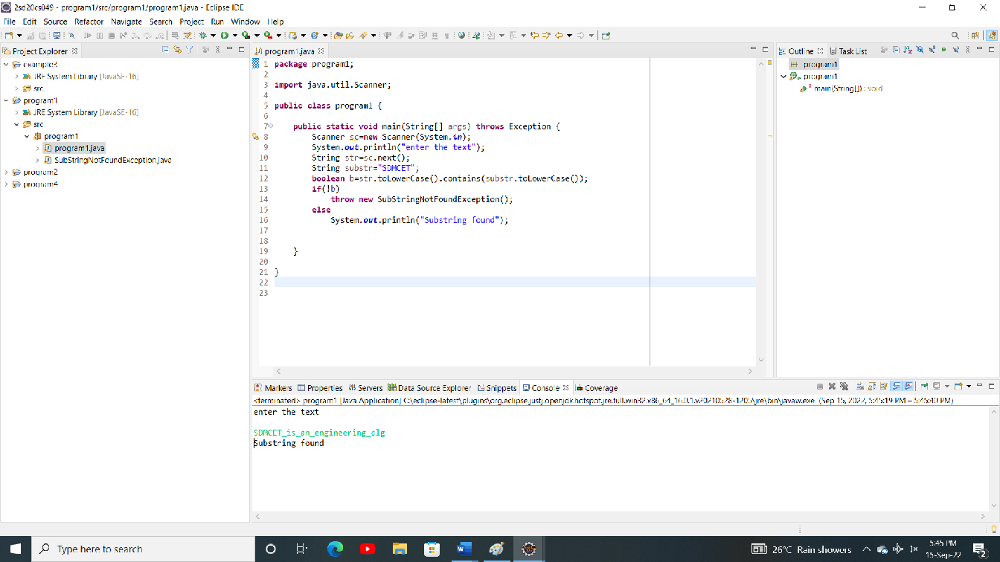 2sd20cs049 - program1/src/program1/program1.java - Eclipse IDE
File Edit Source Refactor Navigate Search Project Run Window Help
Project Explorer
example3
JRE System Library [JavaSE-16]
src
program1
JRE System Library [JavaSE-16]
src
program1
program1.java
SubStringNotFoundException.java
program2
program4
program1.java
1 package program1;
2
3 import java.util.Scanner;
4
5 public class program1 {
6
7 public static void main(String[] args) throws Exception {
8 Scanner sc=new Scanner(System.in);
9 System.out.println("enter the text");
10 String str=sc.next();
11 String substr="SDMCET";
12 boolean b=str.toLowerCase().contains(substr.toLowerCase());
13 if(!b)
14 throw new SubStringNotFoundException();
15 else
16 System.out.println("Substring found");
17
18
19 }
20
21 }
22
23
Outline Task List
program1
program1
main(String[]) : void
Markers Properties Servers Data Source Explorer Snippets Console Coverage
<terminated> program1 [Java Application] C:\eclipse-latest\plugins\org.eclipse.justj.openjdk.hotspot.jre.full.win32.x86_64_16.0.1.v20210528-1205\jre\bin\javaw.exe (Sep 15, 2022, 5:45:19 PM – 5:45:40 PM)
enter the text
SDMCET_is_an_engineering_clg
Substring found
Type here to search
26°C Rain showers
5:45 PM
15-Sep-22
2